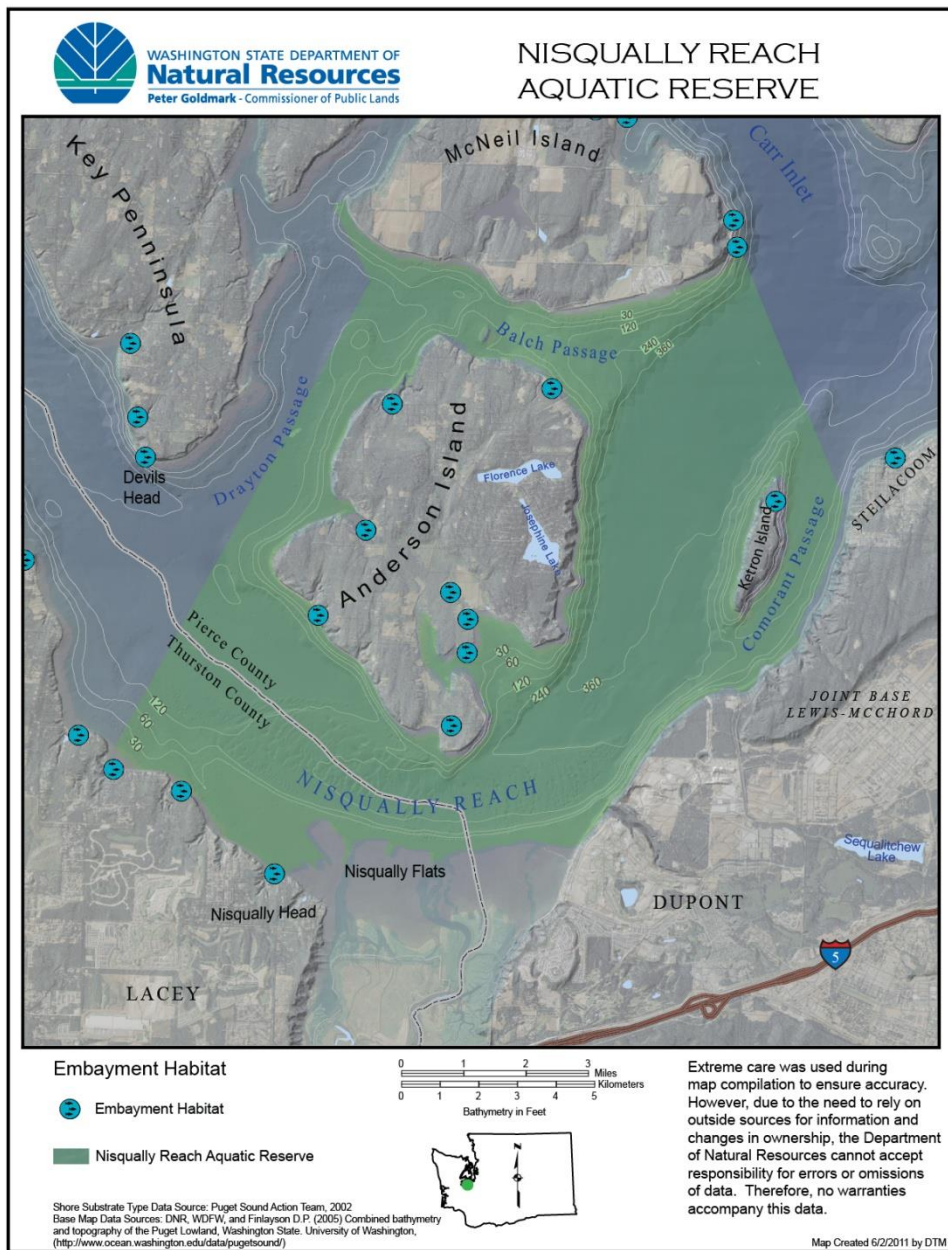 WASHINGTON STATE DEPARTMENT OF
Natural Resources
Peter Goldmark - Commissioner of Public Lands
NISQUALLY REACH
AQUATIC RESERVE
Key Penninsula
McNeil Island
Carr Inlet
30
120
240
360
Balch Passage
Drayton Passage
Devils
Head
Anderson Island
Florence Lake
Josephine Lake
Ketron Island
STEILACOOM
Comorant Passage
Pierce County
Thurston County
30
60
120
240
360
120
60
30
JOINT BASE
LEWIS-MCCHORD
NISQUALLY REACH
Sequalitchew
Lake
Nisqually Flats
Nisqually Head
DUPONT
5
LACEY
Embayment Habitat
Embayment Habitat
Nisqually Reach Aquatic Reserve
0 1 2 3
Miles
Kilometers
0 1 2 3 4 5
Bathymetry in Feet
N
Extreme care was used during
map compilation to ensure accuracy.
However, due to the need to rely on
outside sources for information and
changes in ownership, the Department
of Natural Resources cannot accept
responsibility for errors or omissions
of data. Therefore, no warranties
accompany this data.
Shore Substrate Type Data Source: Puget Sound Action Team, 2002
Base Map Data Sources: DNR, WDFW, and Finlayson D.P. (2005) Combined bathymetry
and topography of the Puget Lowland, Washington State. University of Washington,
(http://www.ocean.washington.edu/data/pugetsound/)
Map Created 6/2/2011 by DTM